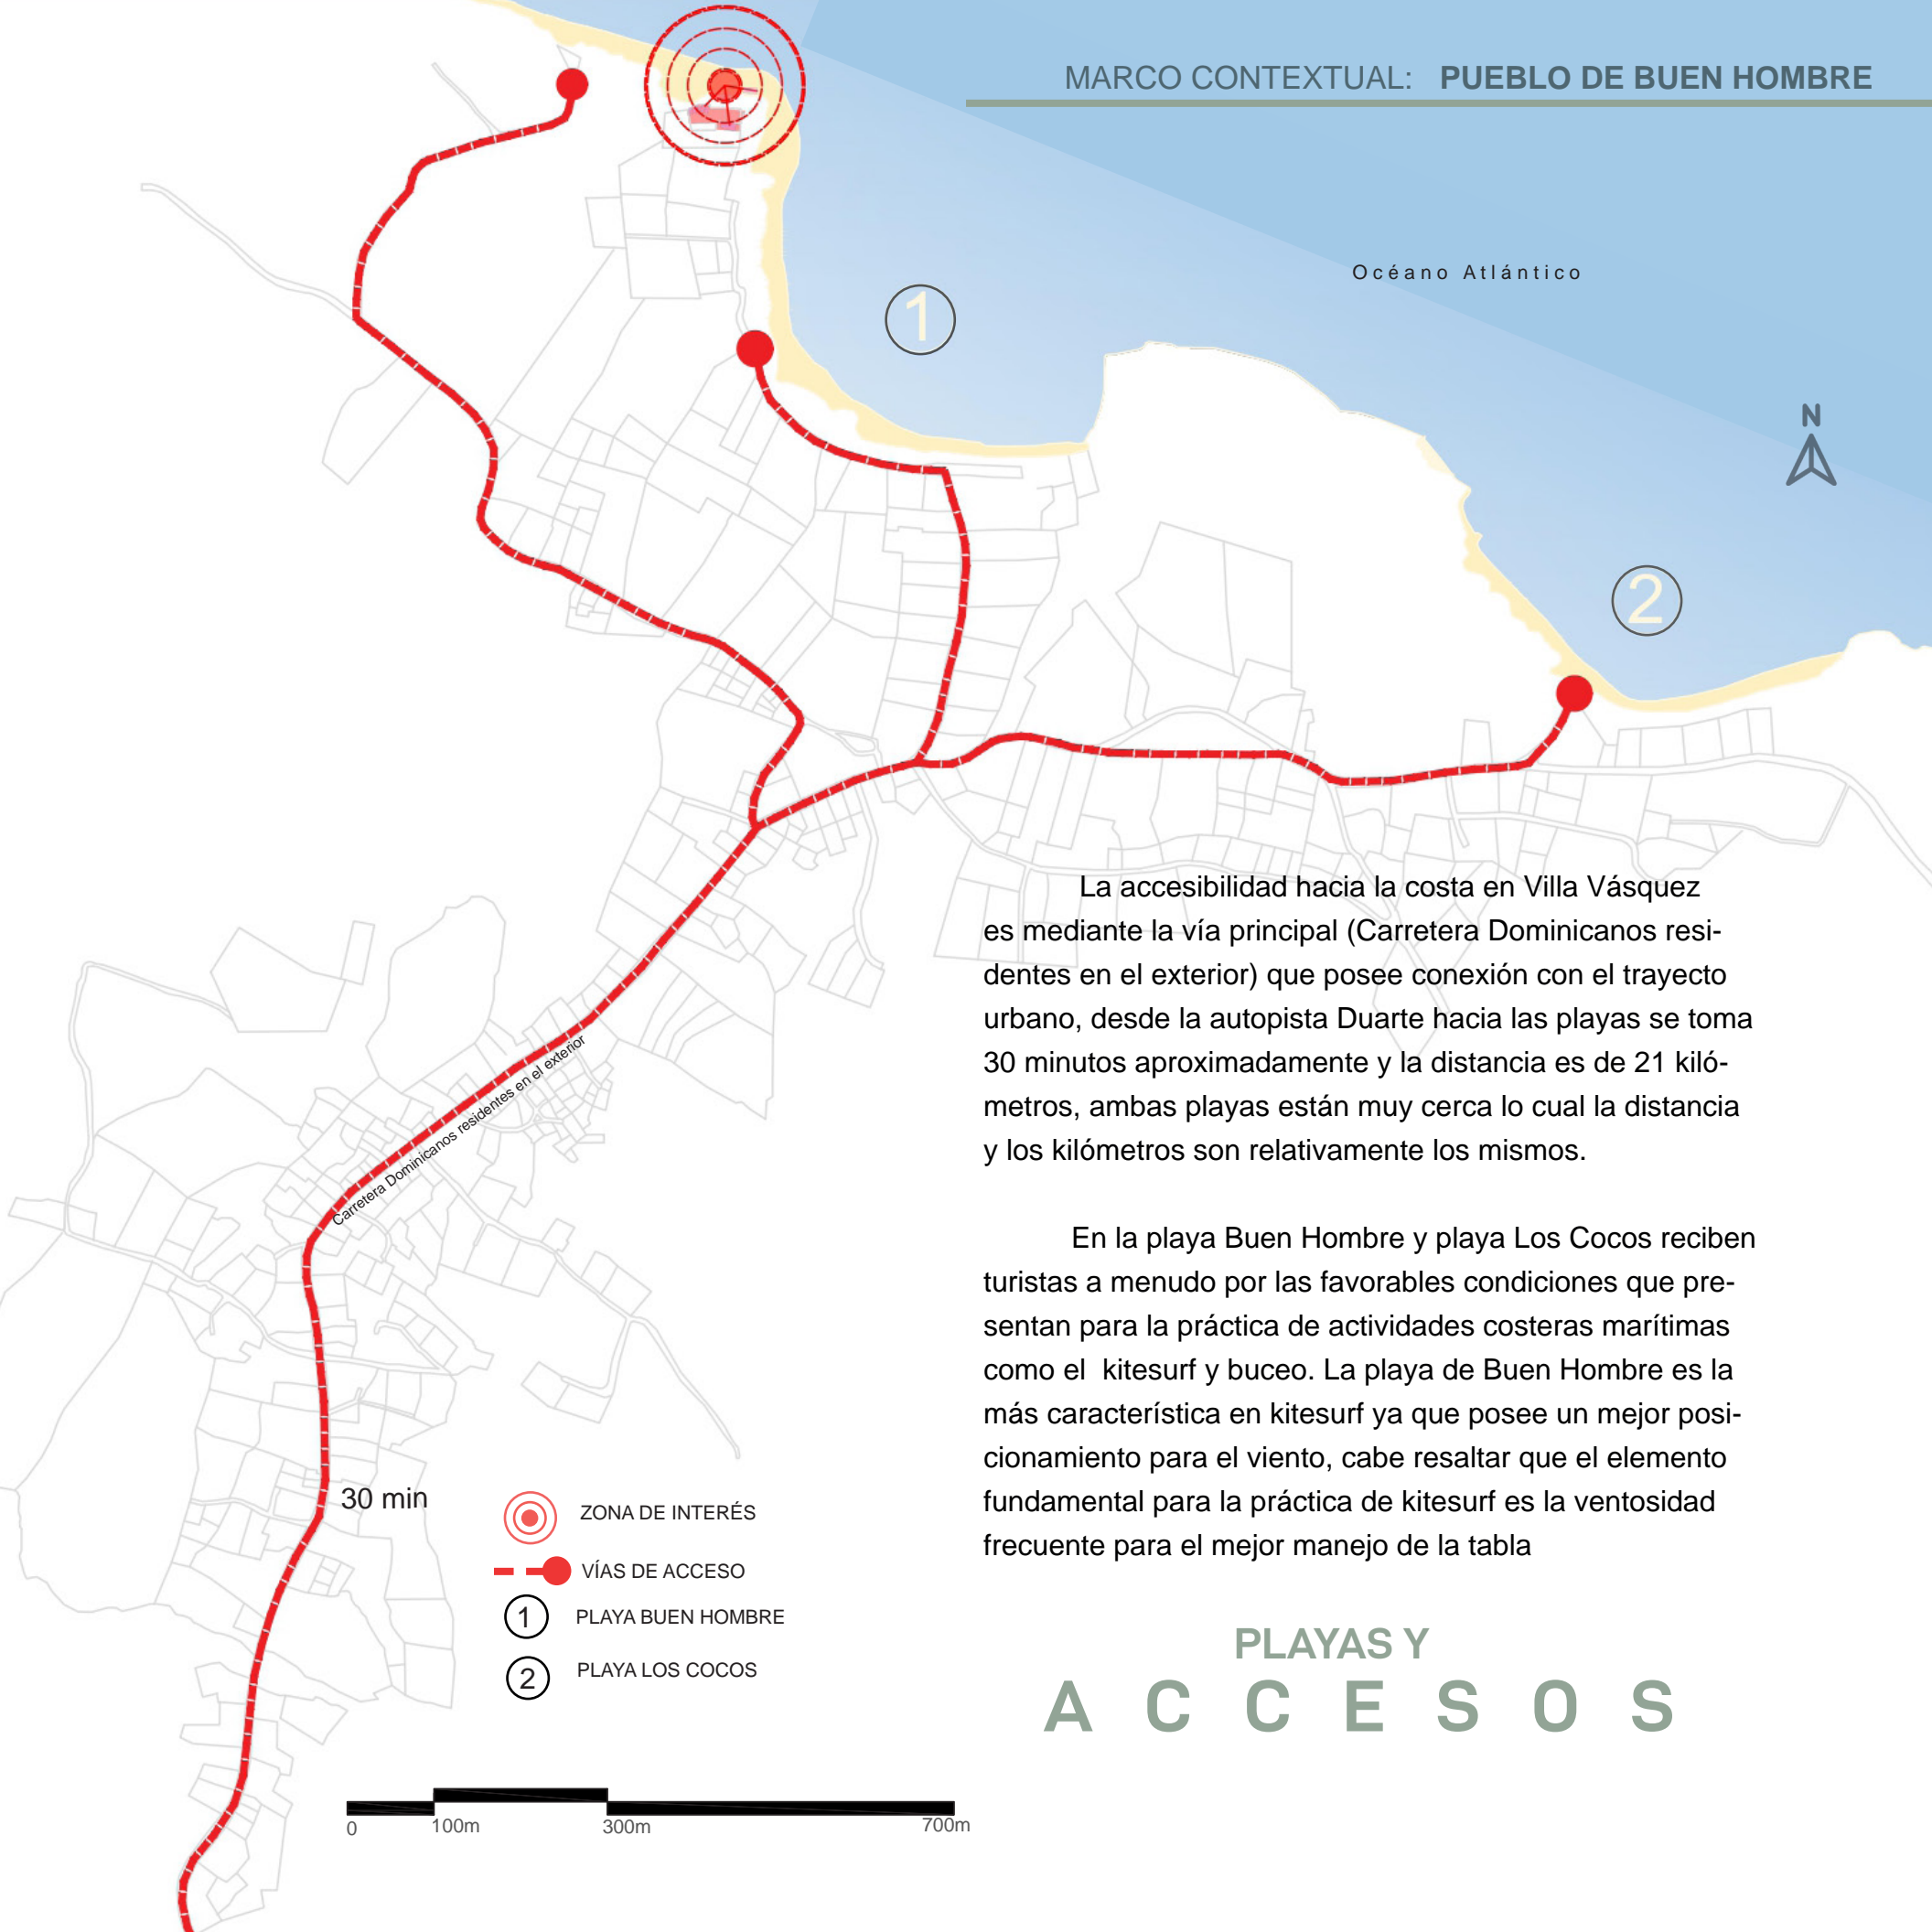 MARCO CONTEXTUAL: PUEBLO DE BUEN HOMBRE
Océano Atlántico
1
N
2
La accesibilidad hacia la costa en Villa Vásquez
es mediante la vía principal (Carretera Dominicanos resi-
dentes en el exterior) que posee conexión con el trayecto
urbano, desde la autopista Duarte hacia las playas se toma
30 minutos aproximadamente y la distancia es de 21 kiló-
metros, ambas playas están muy cerca lo cual la distancia
y los kilómetros son relativamente los mismos.
En la playa Buen Hombre y playa Los Cocos reciben
turistas a menudo por las favorables condiciones que pre-
sentan para la práctica de actividades costeras marítimas
como el  kitesurf y buceo. La playa de Buen Hombre es la
más característica en kitesurf ya que posee un mejor posi-
cionamiento para el viento, cabe resaltar que el elemento
fundamental para la práctica de kitesurf es la ventosidad
frecuente para el mejor manejo de la tabla
Carretera Dominicanos residentes en el exterior
30 min
ZONA DE INTERÉS
VÍAS DE ACCESO
1 PLAYA BUEN HOMBRE
2 PLAYA LOS COCOS
PLAYAS Y
ACCESOS
0 100m 300m 700m